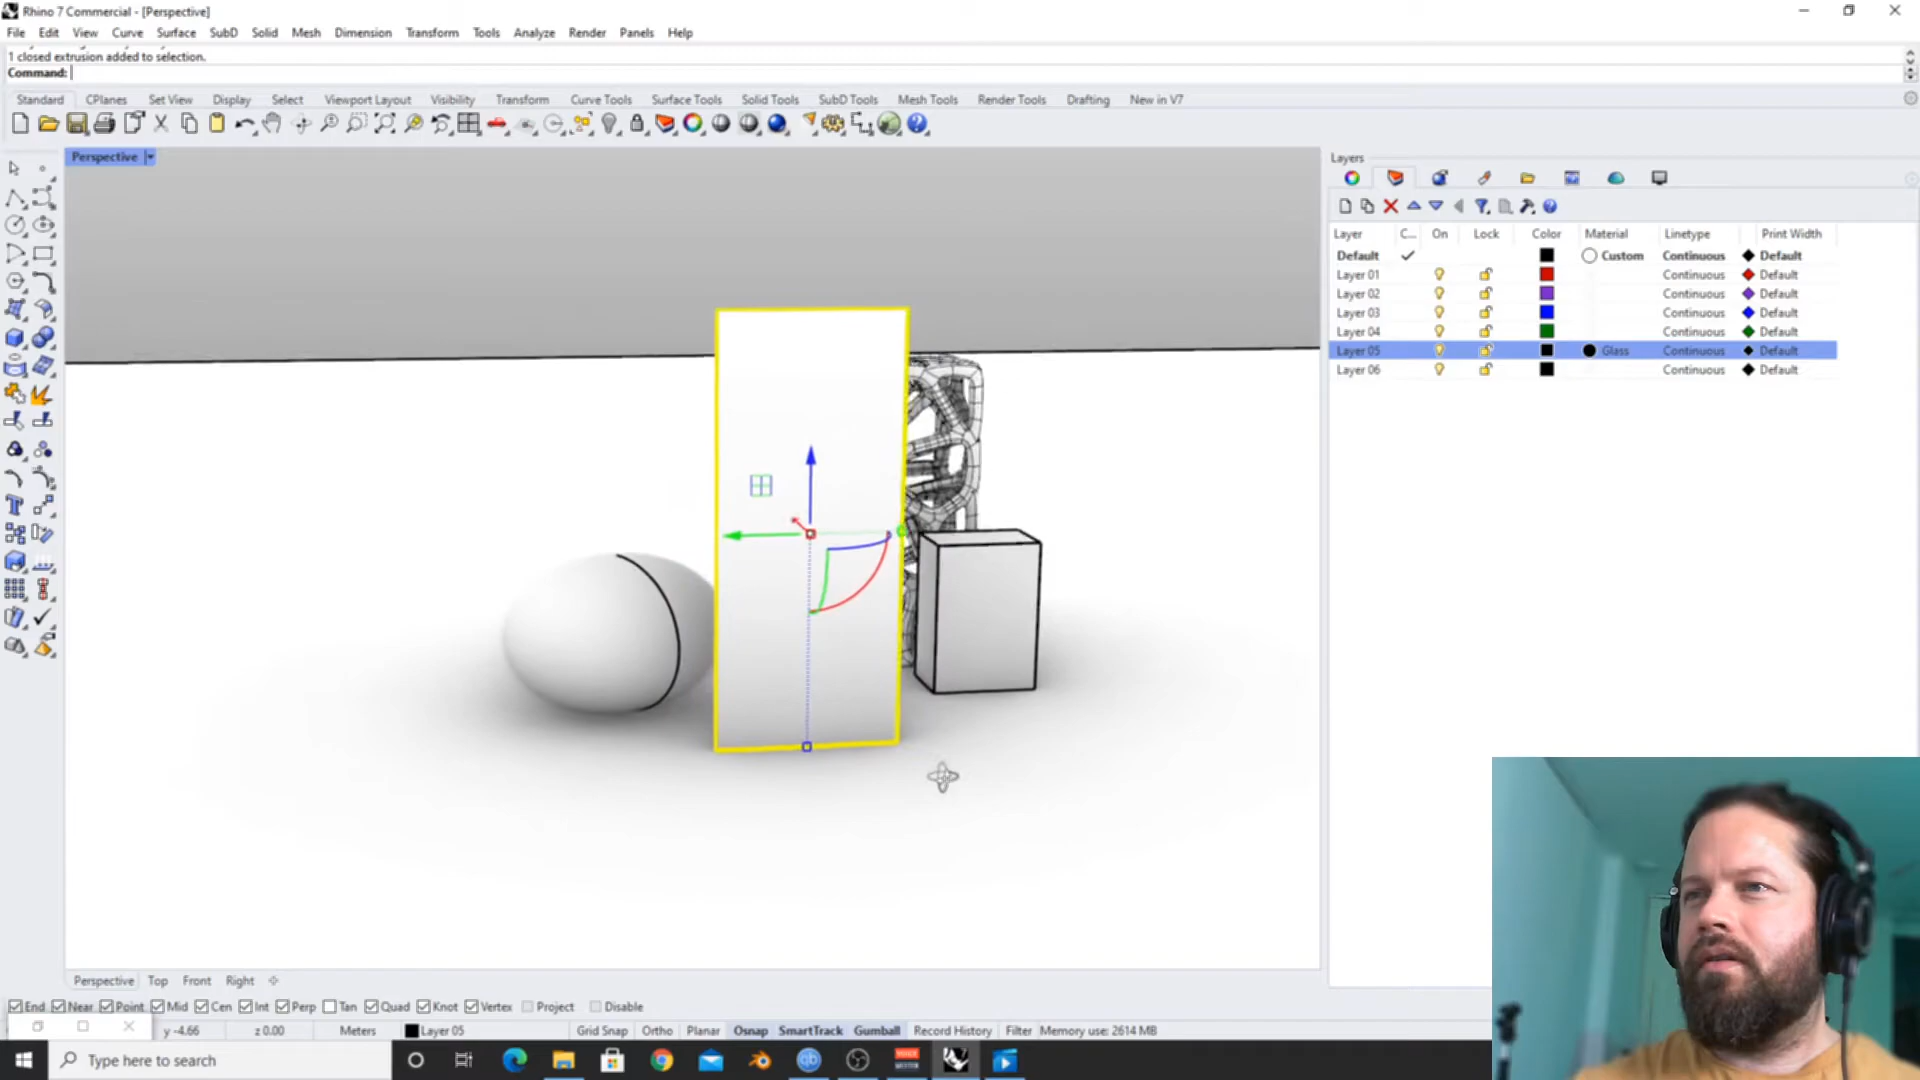 Rhino 7 Commercial - [Perspective]
File Edit View Curve Surface SubD Solid Mesh Dimension Transform Tools Analyze Render Panels Help
1 closed extrusion added to selection.
Command:
Standard CPlanes Set View Display Select Viewport Layout Visibility Transform Curve Tools Surface Tools Solid Tools SubD Tools Mesh Tools Render Tools Drafting New in V7
Perspective
Layers
Layer C... On Lock Color Material Linetype Print Width
Default Custom Continuous Default
Layer 01 Continuous Default
Layer 02 Continuous Default
Layer 03 Continuous Default
Layer 04 Continuous Default
Layer 05 Glass Continuous Default
Layer 06 Continuous Default
Perspective Top Front Right
End Near Point Mid Cen Int Perp Tan Quad Knot Vertex Project Disable
y -4.66 z 0.00 Meters Layer 05 Grid Snap Ortho Planar Osnap SmartTrack Gumball Record History Filter Memory use: 2614 MB
Type here to search